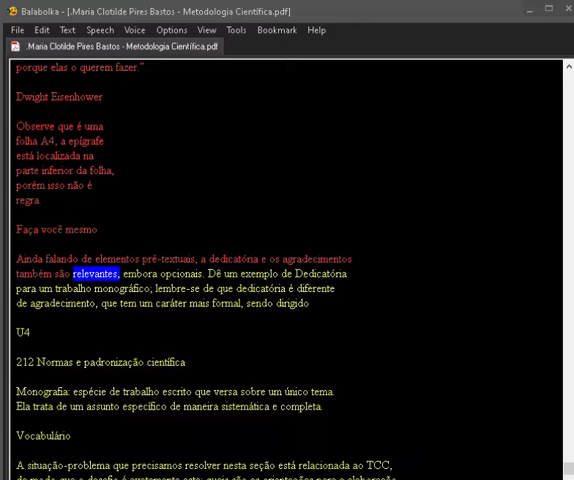 Balabolka - [.Maria Clotilde Pires Bastos - Metodologia Científica.pdf]
File Edit Text Speech Voice Options View Tools Bookmark Help
.Maria Clotilde Pires Bastos - Metodologia Científica.pdf
porque elas o querem fazer."
Dwight Eisenhower
Observe que é uma
folha A4, a epígrafe
está localizada na
parte inferior da folha,
porém isso não é
regra.
Faça você mesmo
Ainda falando de elementos pré-textuais, a dedicatória e os agradecimentos
também são relevantes, embora opcionais. Dê um exemplo de Dedicatória
para um trabalho monográfico; lembre-se de que dedicatória é diferente
de agradecimento, que tem um caráter mais formal, sendo dirigido
U4
212 Normas e padronização científica
Monografia: espécie de trabalho escrito que versa sobre um único tema.
Ela trata de um assunto específico de maneira sistemática e completa.
Vocabulário
A situação-problema que precisamos resolver nesta seção está relacionada ao TCC,